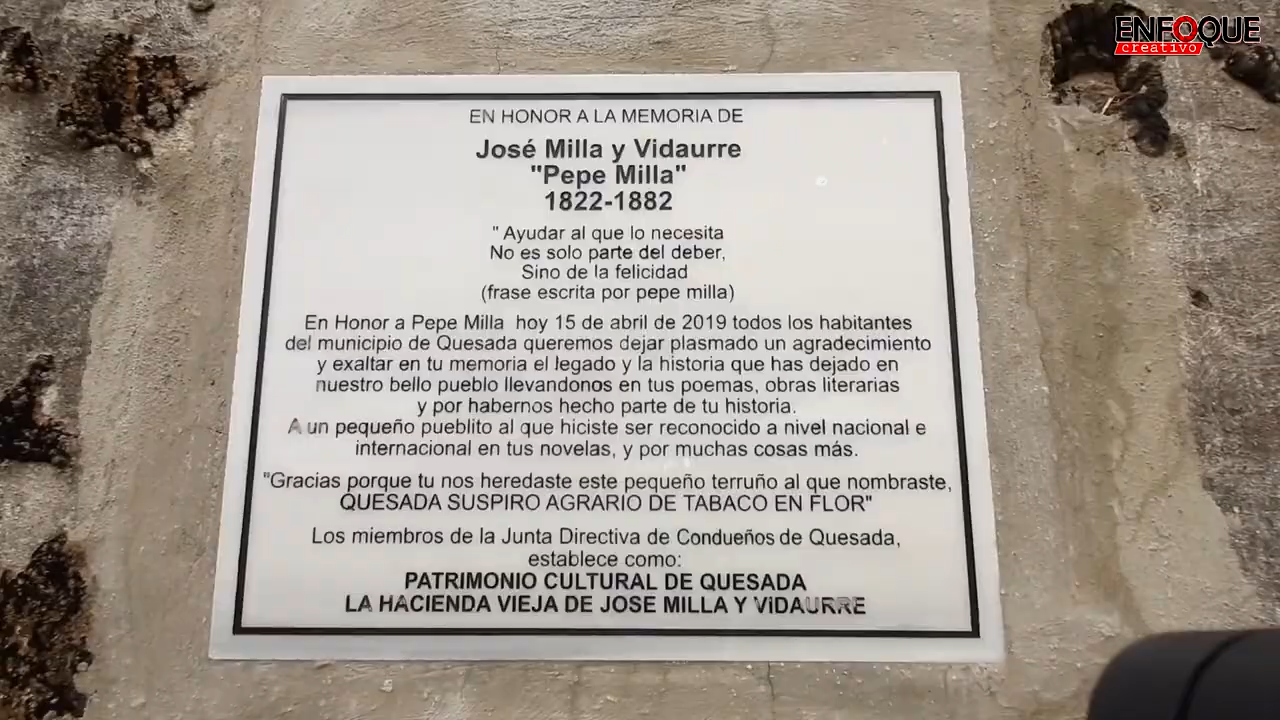 ENFOQUE
creativo
EN HONOR A LA MEMORIA DE
José Milla y Vidaurre
"Pepe Milla"
1822-1882
" Ayudar al que lo necesita
No es solo parte del deber,
Sino de la felicidad
(frase escrita por pepe milla)
En Honor a Pepe Milla hoy 15 de abril de 2019 todos los habitantes
del municipio de Quesada queremos dejar plasmado un agradecimiento
y exaltar en tu memoria el legado y la historia que has dejado en
nuestro bello pueblo llevandonos en tus poemas, obras literarias
y por habernos hecho parte de tu historia.
A un pequeño pueblito al que hiciste ser reconocido a nivel nacional e
internacional en tus novelas, y por muchas cosas más.
"Gracias porque tu nos heredaste este pequeño terruño al que nombraste,
QUESADA SUSPIRO AGRARIO DE TABACO EN FLOR"
Los miembros de la Junta Directiva de Condueños de Quesada,
establece como:
PATRIMONIO CULTURAL DE QUESADA
LA HACIENDA VIEJA DE JOSE MILLA Y ViDAURRE